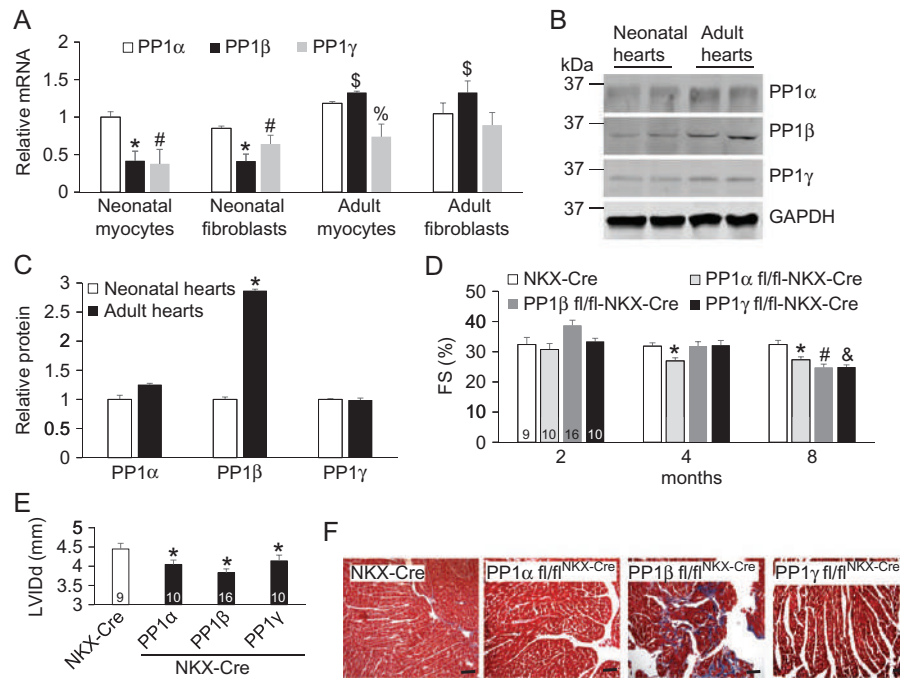 A
Relative mRNA
2
1.5
1
0.5
0
PP1α PP1β PP1γ
* # * # $ % $
Neonatal myocytes
Neonatal fibroblasts
Adult myocytes
Adult fibroblasts
B
Neonatal hearts
Adult hearts
kDa
37 PP1α
37 PP1β
37 PP1γ
37 GAPDH
C
Relative protein
3
2.5
2
1.5
1
0.5
0
Neonatal hearts
Adult hearts
*
PP1α PP1β PP1γ
D
NKX-Cre PP1α fl/fl-NKX-Cre
PP1β fl/fl-NKX-Cre PP1γ fl/fl-NKX-Cre
FS (%)
50
40
30
20
10
0
* * # &
9 10 16 10
2 4 8
months
E
LVIDd (mm)
5
4.5
4
3.5
3
* * *
9 10 16 10
NKX-Cre PP1α PP1β PP1γ
NKX-Cre
F
NKX-Cre
PP1α fl/fl NKX-Cre
PP1β fl/fl NKX-Cre
PP1γ fl/fl NKX-Cre